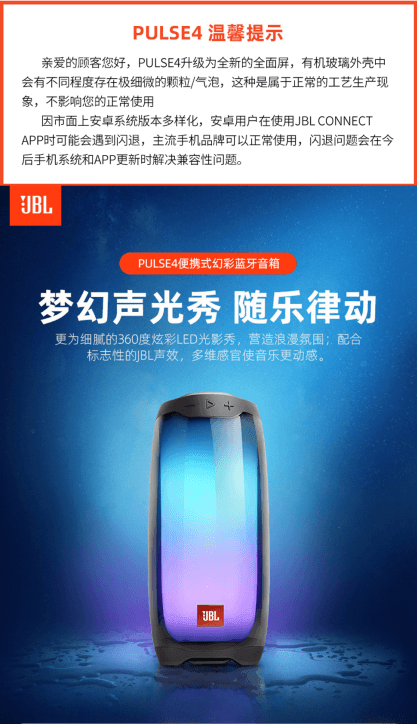 PULSE4 温馨提示
亲爱的顾客您好，PULSE4升级为全新的全面屏，有机玻璃外壳中
会有不同程度存在极细微的颗粒/气泡，这种是属于正常的工艺生产现
象，不影响您的正常使用
因市面上安卓系统版本多样化，安卓用户在使用JBL CONNECT
APP时可能会遇到闪退，主流手机品牌可以正常使用，闪退问题会在今
后手机系统和APP更新时解决兼容性问题。
JBL
PULSE4便携式幻彩蓝牙音箱
梦幻声光秀 随乐律动
更为细腻的360度炫彩LED光影秀，营造浪漫氛围；配合
标志性的JBL声效，多维感官使音乐更动感。
JBL